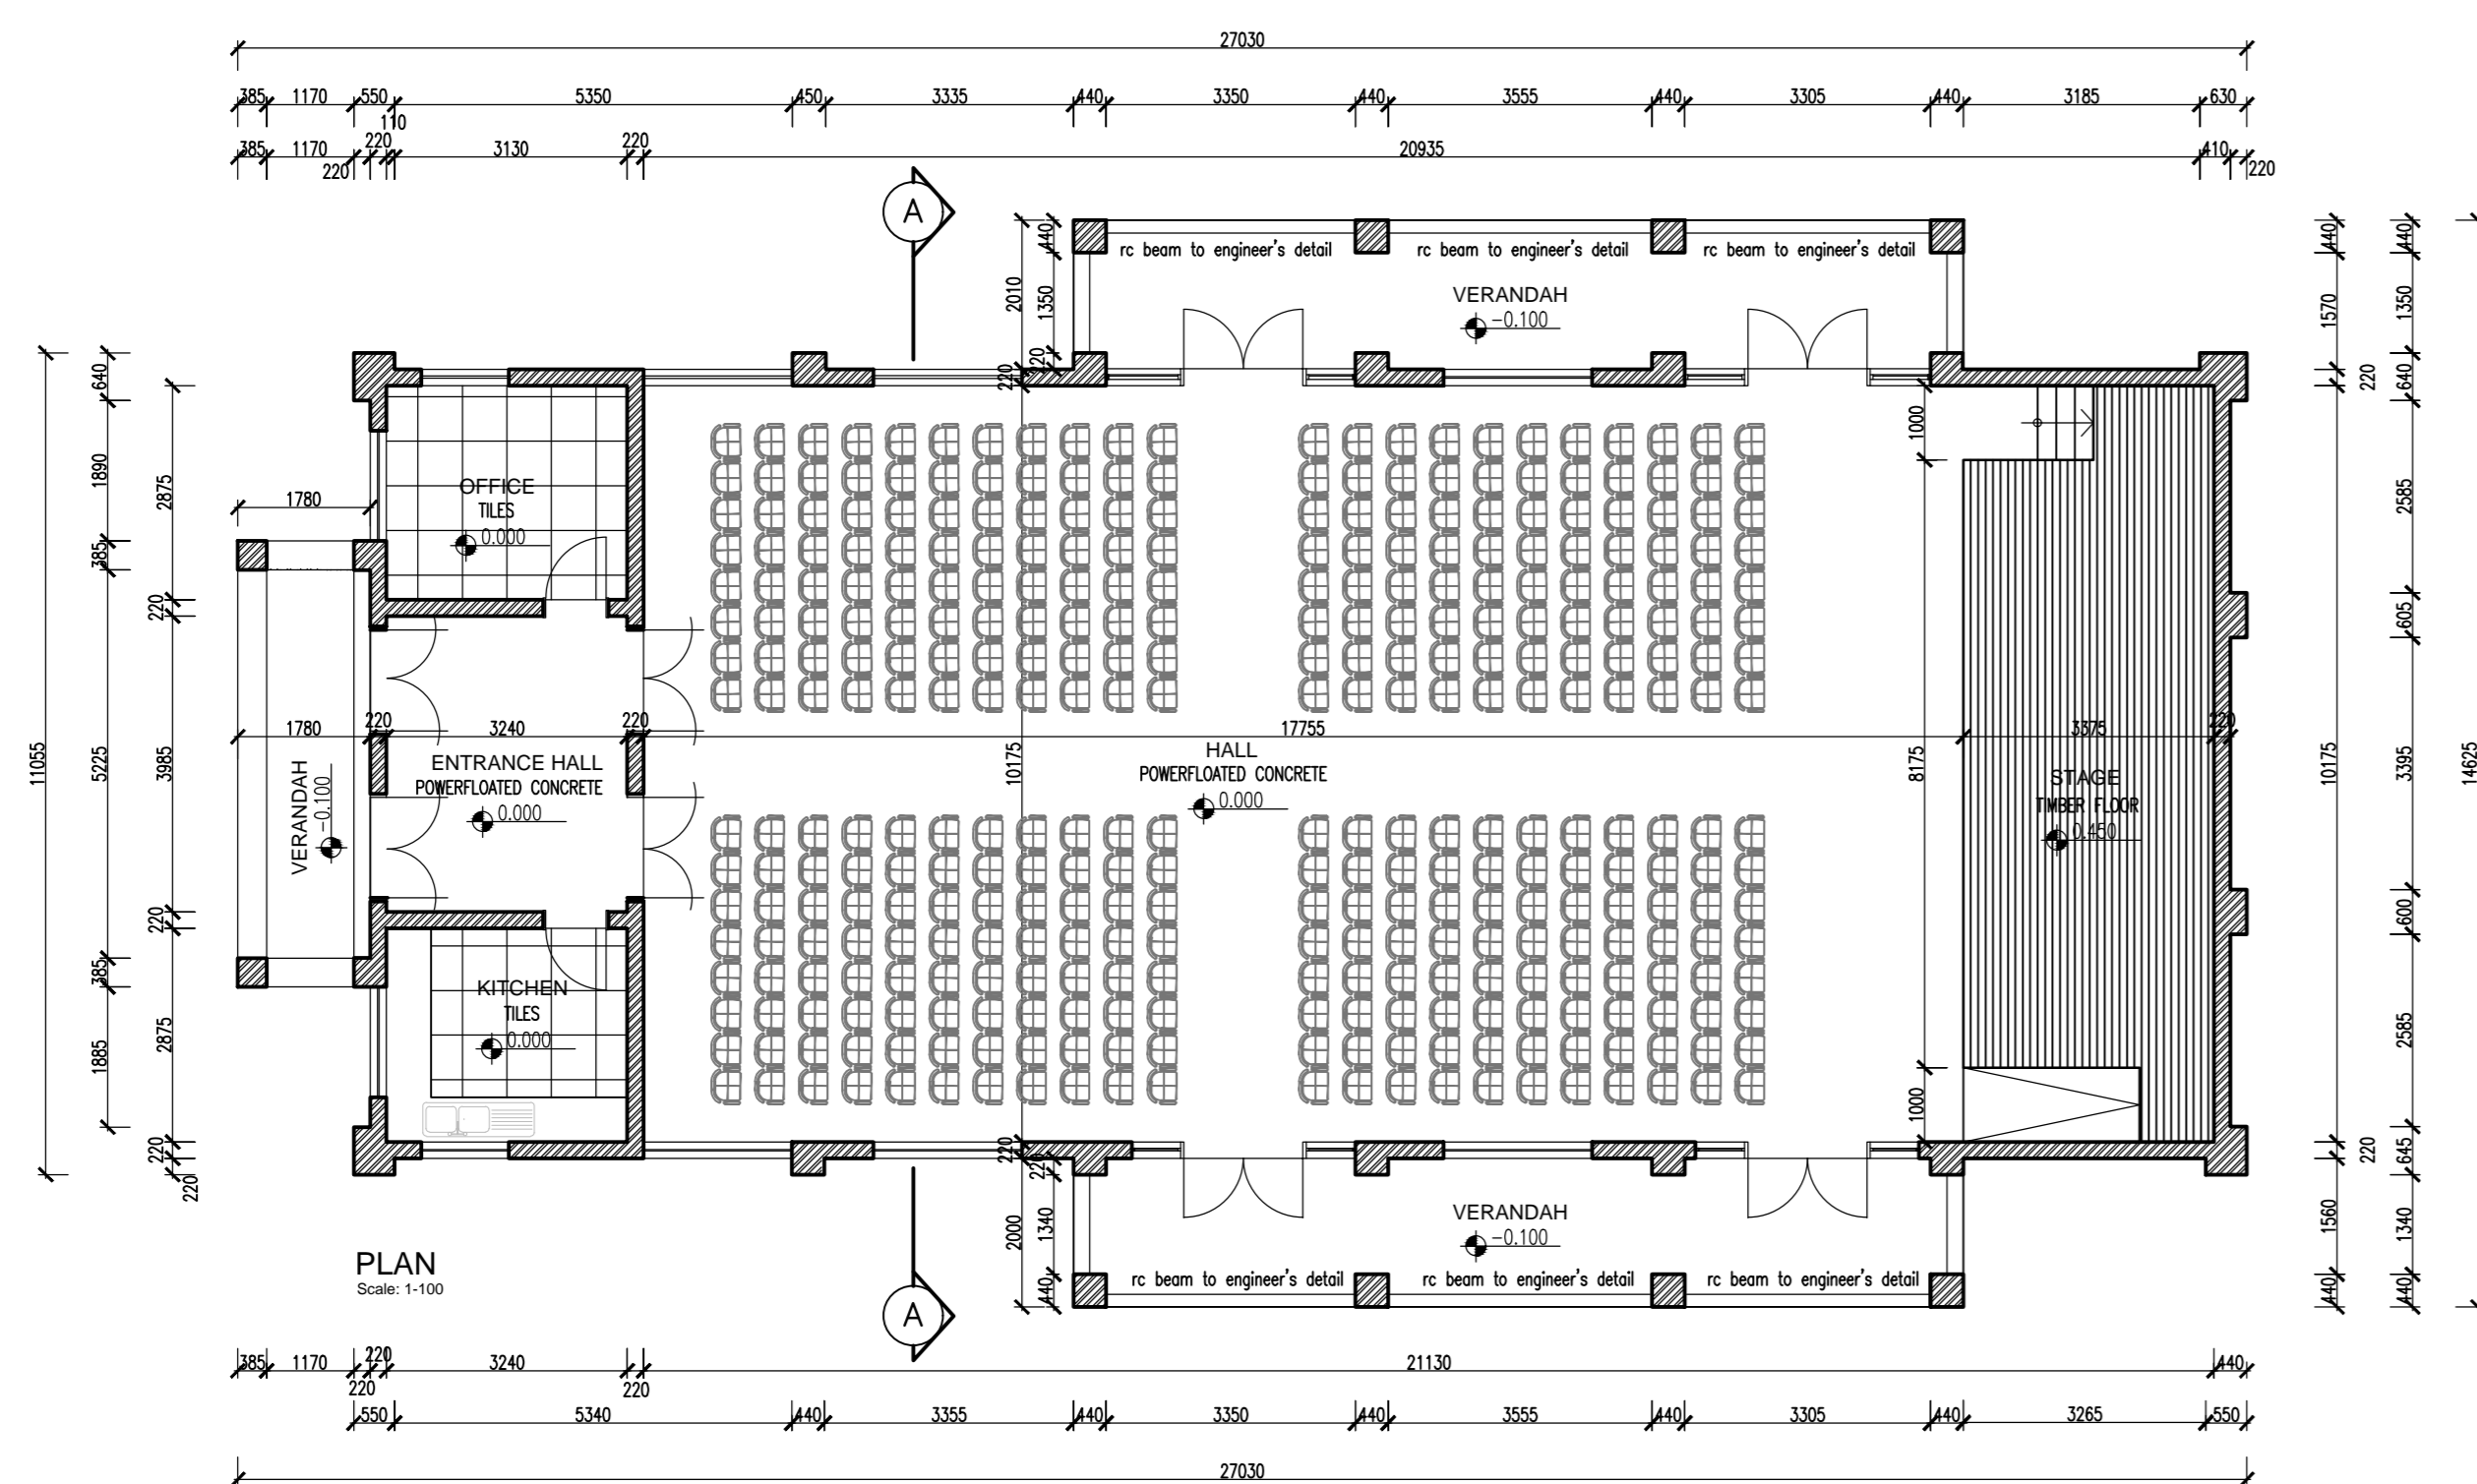 27030
385 1170 550 5350 450 3335 440 3350 440 3555 440 3305 440 3185 630
110
385 1170 220 3130 220 20935 410
220 220
A
rc beam to engineer's detail rc beam to engineer's detail rc beam to engineer's detail
VERANDAH
-0.100
440
1350
220
2010
220
440
1570
220
10175
220
1560
440
440
1350
640
2585
605
3395
600
2585
645
1340
440
14625
11055
640
1890
385
5225
385
1885
2875
220
3985
220
2875
220
220
1780
OFFICE
TILES
0.000
1000
1780 220 3240 220 17755 3375 220
ENTRANCE HALL
POWERFLOATED CONCRETE
0.000
VERANDAH
-0.100
10175
HALL
POWERFLOATED CONCRETE
0.000
8175
STAGE
TIMBER FLOOR
0.450
KITCHEN
TILES
0.000
1000
220
220
2000
1340
440
VERANDAH
-0.100
rc beam to engineer's detail rc beam to engineer's detail rc beam to engineer's detail
PLAN
Scale: 1-100
A
385 1170 220 3240 21130 440
220 220
550 5340 440 3355 440 3350 440 3555 440 3305 440 3265 550
27030